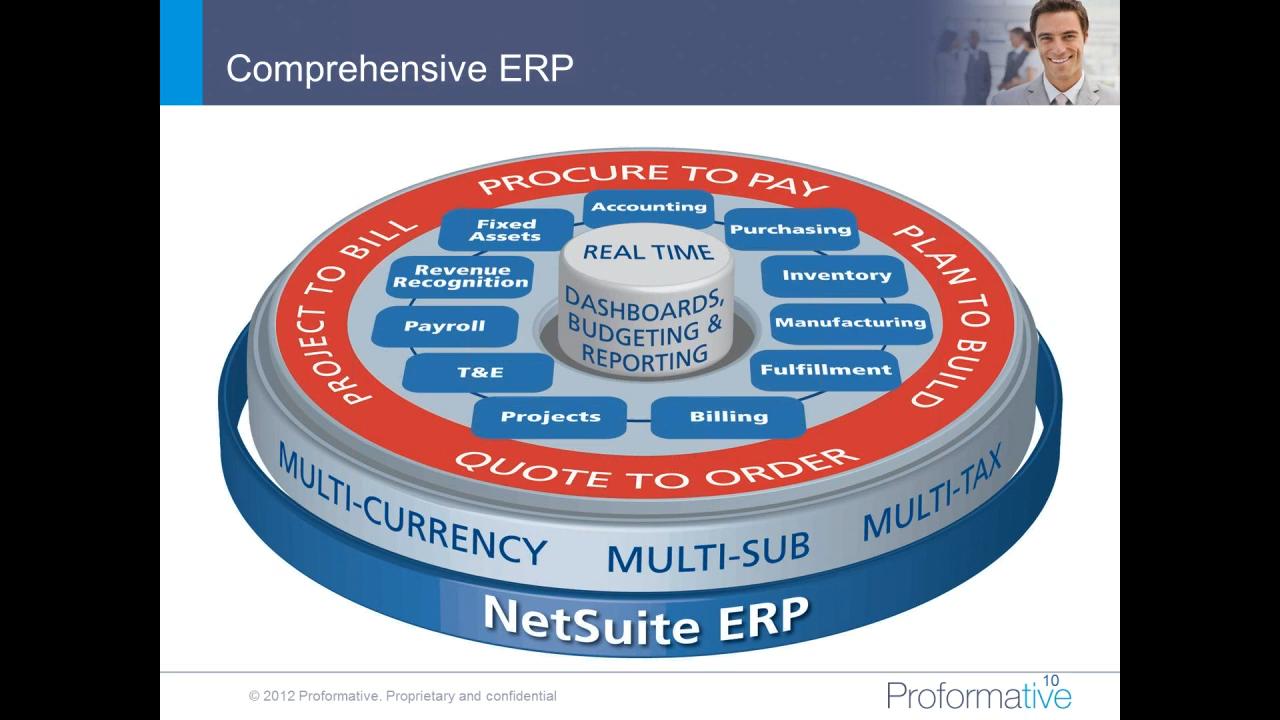 Comprehensive ERP
PROCURE TO PAY
PLAN TO BUILD
QUOTE TO ORDER
PROJECT TO BILL
Accounting
Purchasing
Inventory
Manufacturing
Fulfillment
Billing
Projects
T&E
Payroll
Revenue
Recognition
Fixed
Assets
REAL TIME
DASHBOARDS,
BUDGETING &
REPORTING
MULTI-CURRENCY
MULTI-SUB
MULTI-TAX
NetSuite ERP
© 2012 Proformative. Proprietary and confidential
10
Proformative